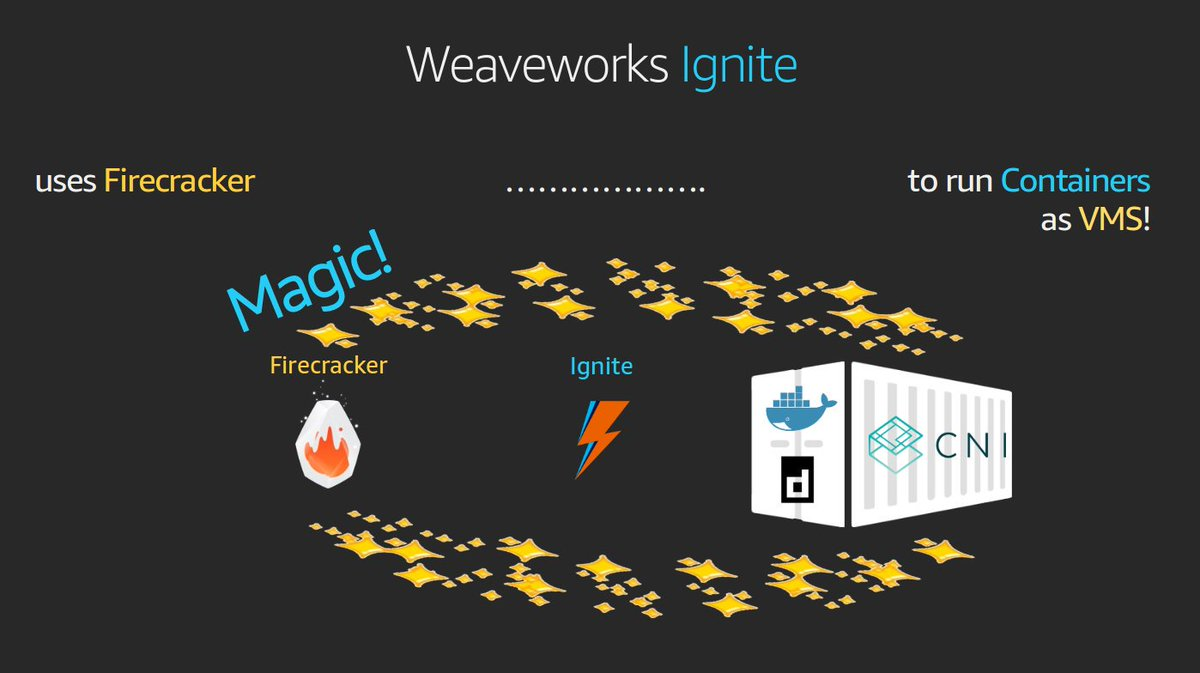 Weaveworks Ignite
uses Firecracker
...................
to run Containers
as VMS!
Magic!
Firecracker
Ignite
CNI
d